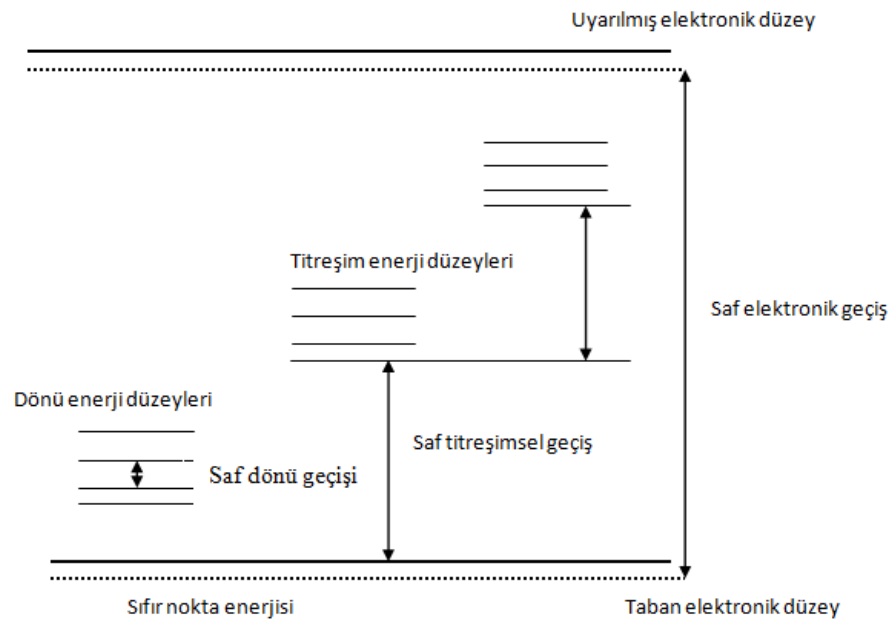 Uyarılmış elektronik düzey
Titreşim enerji düzeyleri
Saf elektronik geçiş
Dönü enerji düzeyleri
Saf titreşimsel geçiş
Saf dönü geçişi
Sıfır nokta enerjisi
Taban elektronik düzey